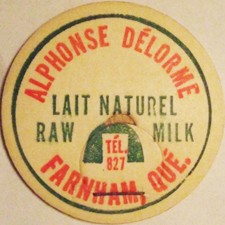 ALPHONSE DÉLORME
LAIT NATUREL
RAW MILK
TÉL.
827
FARNHAM, QUÉ.